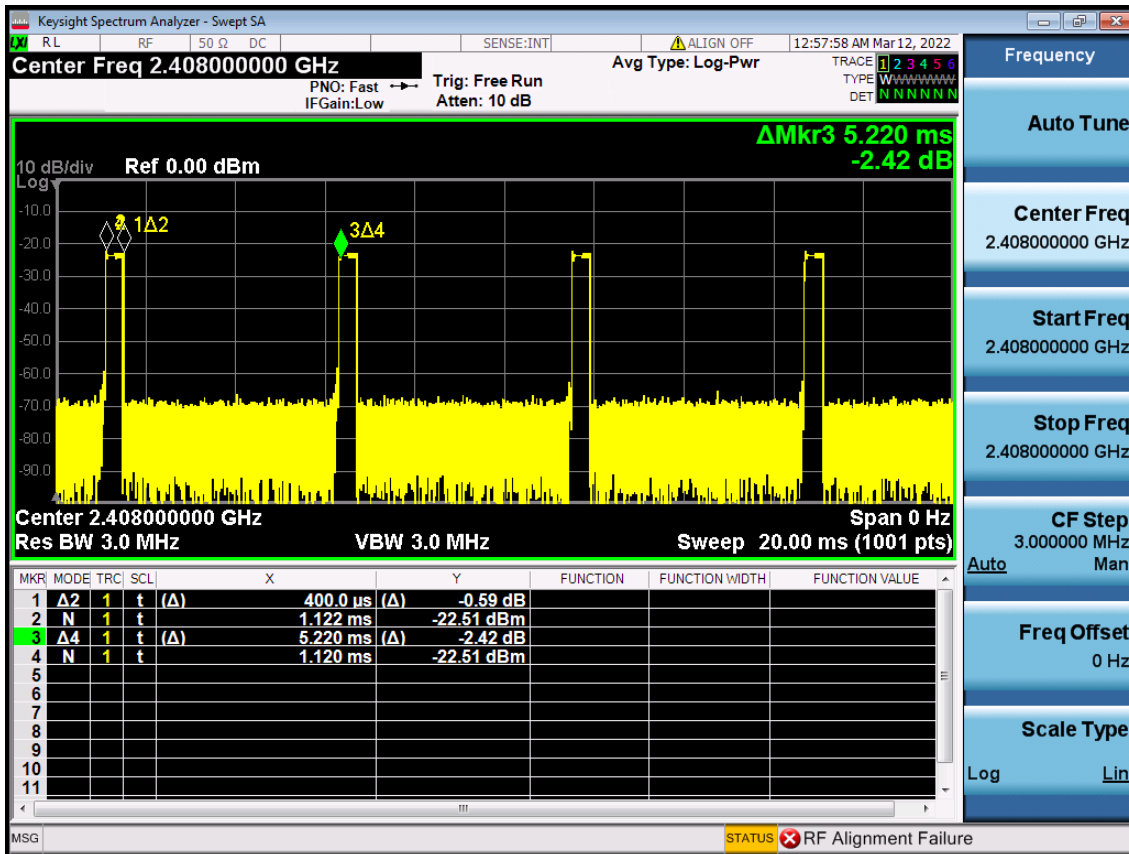 Keysight Spectrum Analyzer - Swept SA
LXI RL RF 50 Ω DC SENSE:INT ALIGN OFF 12:57:58 AM Mar 12, 2022
Center Freq 2.408000000 GHz
PNO: Fast
IFGain:Low
Trig: Free Run
Atten: 10 dB
Avg Type: Log-Pwr
TRACE 1 2 3 4 5 6
TYPE WWWWWW
DET N N N N N N
ΔMkr3 5.220 ms
-2.42 dB
10 dB/div Ref 0.00 dBm
Log
-10.0
-20.0
-30.0
-40.0
-50.0
-60.0
-70.0
-80.0
-90.0
1Δ2
3Δ4
Center 2.408000000 GHz Span 0 Hz
Res BW 3.0 MHz VBW 3.0 MHz Sweep 20.00 ms (1001 pts)
MKR MODE TRC SCL X Y FUNCTION FUNCTION WIDTH FUNCTION VALUE
1 Δ2 1 t (Δ) 400.0 µs (Δ) -0.59 dB
2 N 1 t 1.122 ms -22.51 dBm
3 Δ4 1 t (Δ) 5.220 ms (Δ) -2.42 dB
4 N 1 t 1.120 ms -22.51 dBm
5
6
7
8
9
10
11
MSG STATUS RF Alignment Failure
Frequency
Auto Tune
Center Freq
2.408000000 GHz
Start Freq
2.408000000 GHz
Stop Freq
2.408000000 GHz
CF Step
3.000000 MHz
Auto Man
Freq Offset
0 Hz
Scale Type
Log Lin